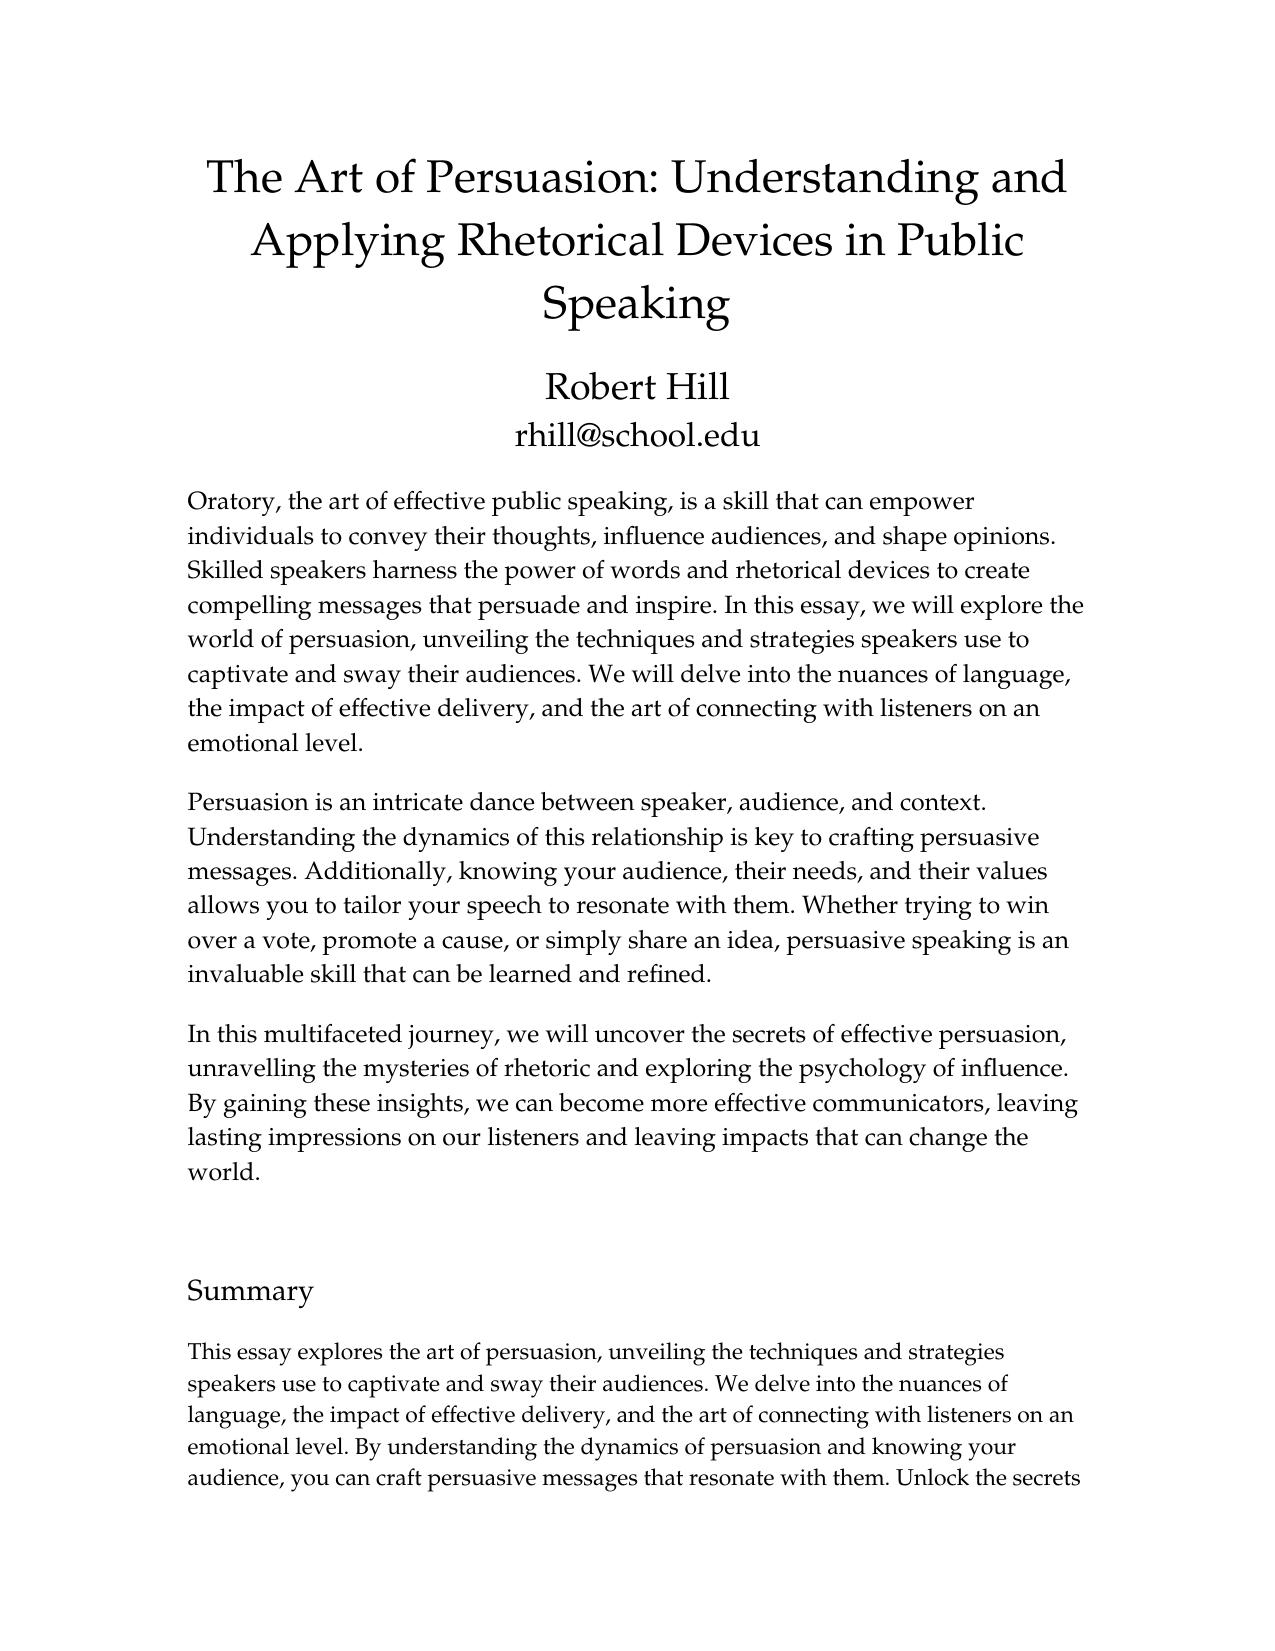 The Art of Persuasion: Understanding and
Applying Rhetorical Devices in Public
Speaking
Robert Hill
rhill@school.edu
Oratory, the art of effective public speaking, is a skill that can empower
individuals to convey their thoughts, influence audiences, and shape opinions.
Skilled speakers harness the power of words and rhetorical devices to create
compelling messages that persuade and inspire. In this essay, we will explore the
world of persuasion, unveiling the techniques and strategies speakers use to
captivate and sway their audiences. We will delve into the nuances of language,
the impact of effective delivery, and the art of connecting with listeners on an
emotional level.
Persuasion is an intricate dance between speaker, audience, and context.
Understanding the dynamics of this relationship is key to crafting persuasive
messages. Additionally, knowing your audience, their needs, and their values
allows you to tailor your speech to resonate with them. Whether trying to win
over a vote, promote a cause, or simply share an idea, persuasive speaking is an
invaluable skill that can be learned and refined.
In this multifaceted journey, we will uncover the secrets of effective persuasion,
unravelling the mysteries of rhetoric and exploring the psychology of influence.
By gaining these insights, we can become more effective communicators, leaving
lasting impressions on our listeners and leaving impacts that can change the
world.
Summary
This essay explores the art of persuasion, unveiling the techniques and strategies
speakers use to captivate and sway their audiences. We delve into the nuances of
language, the impact of effective delivery, and the art of connecting with listeners on an
emotional level. By understanding the dynamics of persuasion and knowing your
audience, you can craft persuasive messages that resonate with them. Unlock the secrets